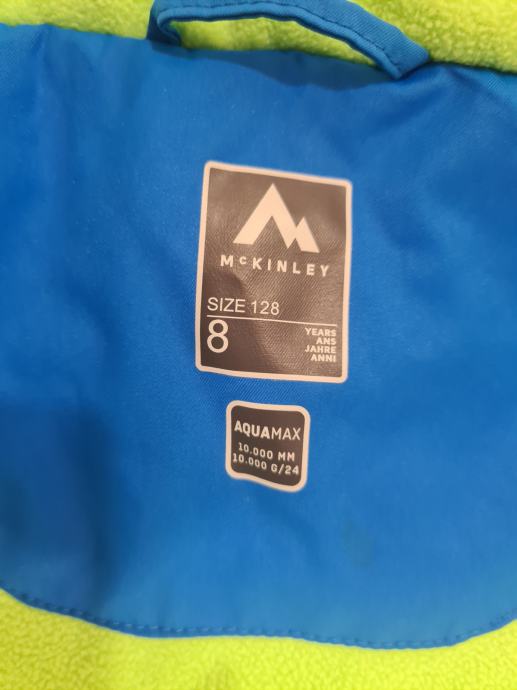 McKINLEY
SIZE 128
8
YEARS
ANS
JAHRE
ANNI
AQUAMAX
10.000 MM
10.000 G/24